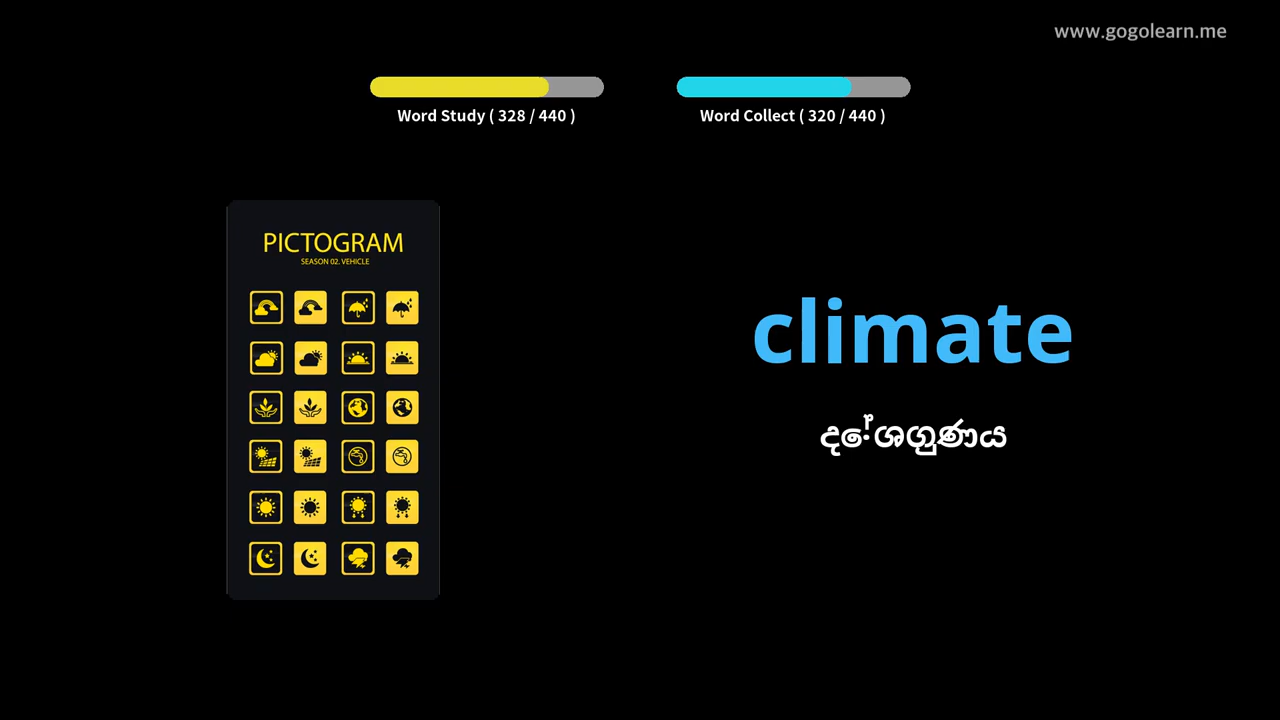 www.gogolearn.me
Word Study ( 328 / 440 )
Word Collect ( 320 / 440 )
PICTOGRAM
SEASON 02. VEHICLE
climate
දේශගුණය